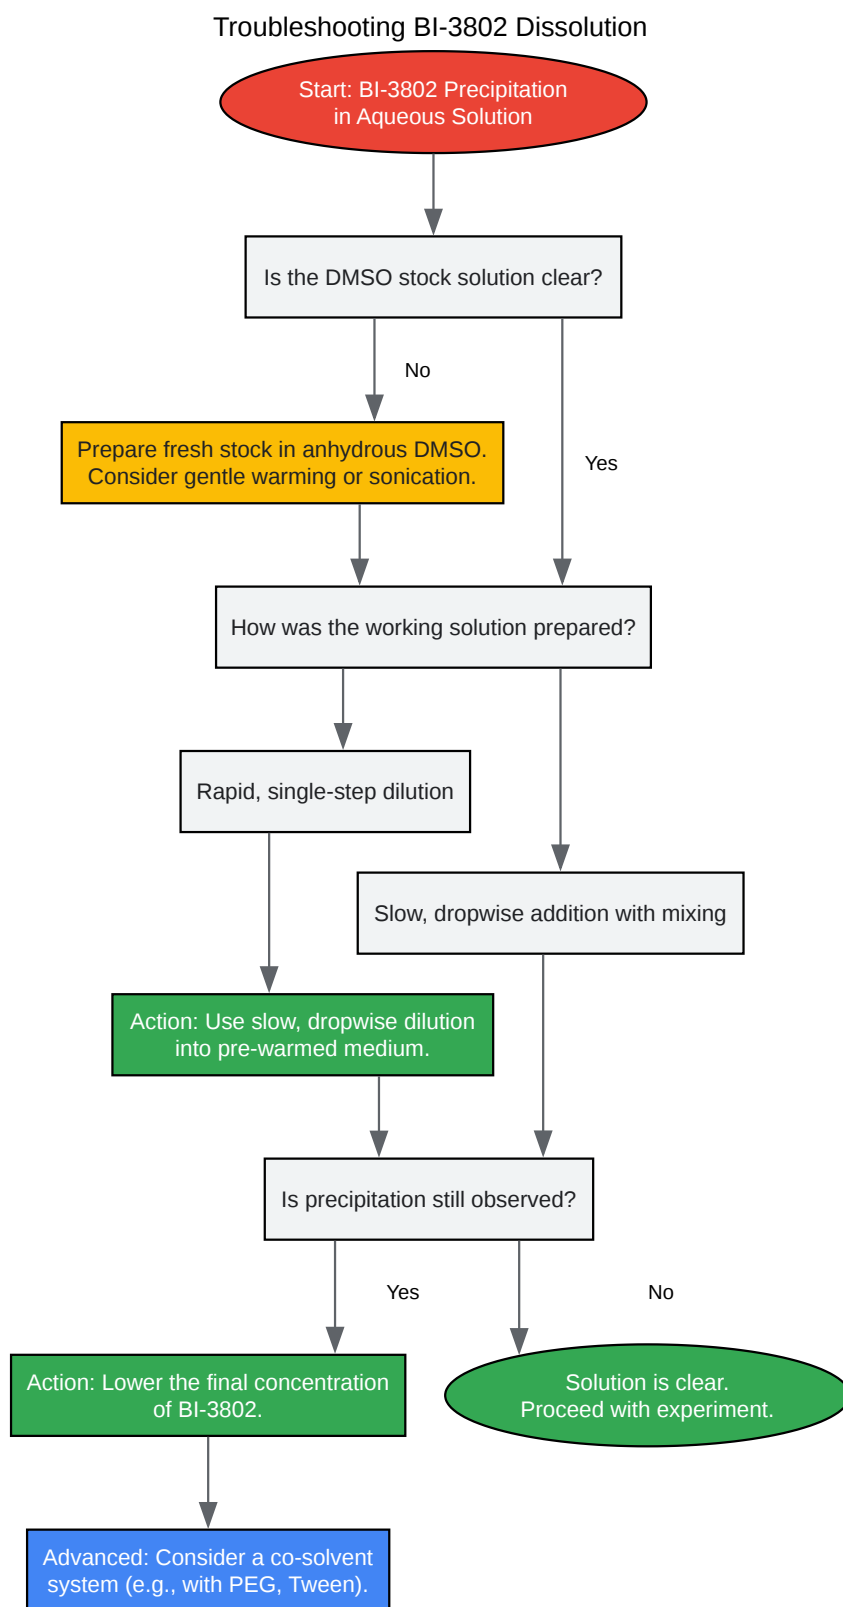 Troubleshooting BI-3802 Dissolution
Start: BI-3802 Precipitation
in Aqueous Solution
Is the DMSO stock solution clear?
No
Prepare fresh stock in anhydrous DMSO.
Consider gentle warming or sonication.
Yes
How was the working solution prepared?
Rapid, single-step dilution
Slow, dropwise addition with mixing
Action: Use slow, dropwise dilution
into pre-warmed medium.
Is precipitation still observed?
Yes
No
Action: Lower the final concentration
of BI-3802.
Solution is clear.
Proceed with experiment.
Advanced: Consider a co-solvent
system (e.g., with PEG, Tween).